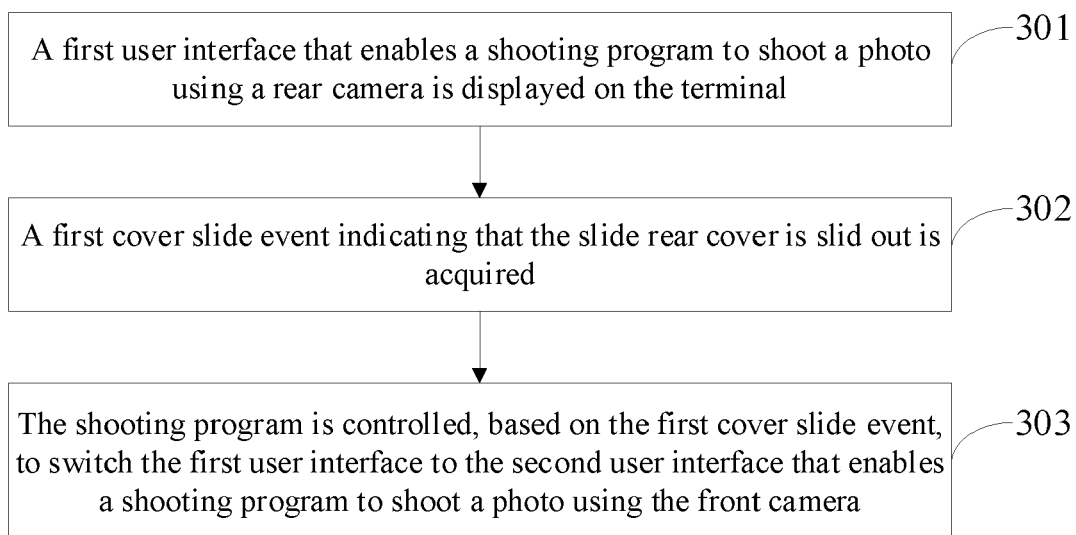 A first user interface that enables a shooting program to shoot a photo
using a rear camera is displayed on the terminal
301
A first cover slide event indicating that the slide rear cover is slid out is
acquired
302
The shooting program is controlled, based on the first cover slide event,
to switch the first user interface to the second user interface that enables
a shooting program to shoot a photo using the front camera
303